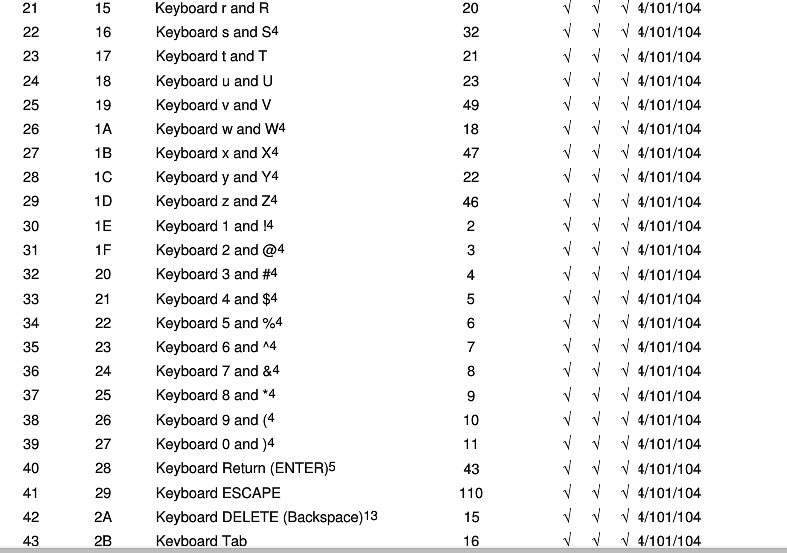 21 15 Keyboard r and R 20 √ √ √ 4/101/104
22 16 Keyboard s and S4 32 √ √ √ 4/101/104
23 17 Keyboard t and T 21 √ √ √ 4/101/104
24 18 Keyboard u and U 23 √ √ √ 4/101/104
25 19 Keyboard v and V 49 √ √ √ 4/101/104
26 1A Keyboard w and W4 18 √ √ √ 4/101/104
27 1B Keyboard x and X4 47 √ √ √ 4/101/104
28 1C Keyboard y and Y4 22 √ √ √ 4/101/104
29 1D Keyboard z and Z4 46 √ √ √ 4/101/104
30 1E Keyboard 1 and !4 2 √ √ √ 4/101/104
31 1F Keyboard 2 and @4 3 √ √ √ 4/101/104
32 20 Keyboard 3 and #4 4 √ √ √ 4/101/104
33 21 Keyboard 4 and $4 5 √ √ √ 4/101/104
34 22 Keyboard 5 and %4 6 √ √ √ 4/101/104
35 23 Keyboard 6 and ^4 7 √ √ √ 4/101/104
36 24 Keyboard 7 and &4 8 √ √ √ 4/101/104
37 25 Keyboard 8 and *4 9 √ √ √ 4/101/104
38 26 Keyboard 9 and (4 10 √ √ √ 4/101/104
39 27 Keyboard 0 and )4 11 √ √ √ 4/101/104
40 28 Keyboard Return (ENTER)5 43 √ √ √ 4/101/104
41 29 Keyboard ESCAPE 110 √ √ √ 4/101/104
42 2A Keyboard DELETE (Backspace)13 15 √ √ √ 4/101/104
43 2B Keyboard Tab 16 √ √ √ 4/101/104